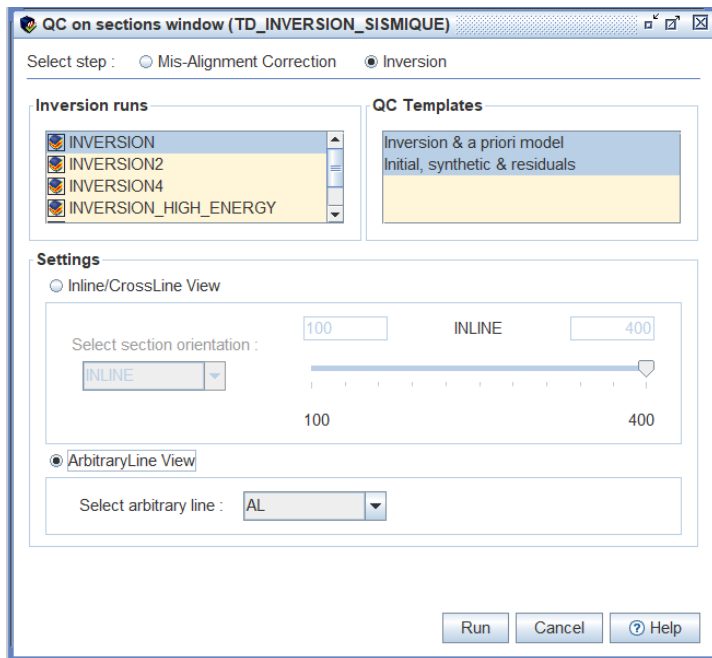 QC on sections window (TD_INVERSION_SISMIQUE)
Select step : Mis-Alignment Correction Inversion
Inversion runs
INVERSION
INVERSION2
INVERSION4
INVERSION_HIGH_ENERGY
QC Templates
Inversion & a priori model
Initial, synthetic & residuals
Settings
Inline/CrossLine View
Select section orientation :
INLINE
100 INLINE 400
100 400
ArbitraryLine View
Select arbitrary line : AL
Run Cancel ? Help